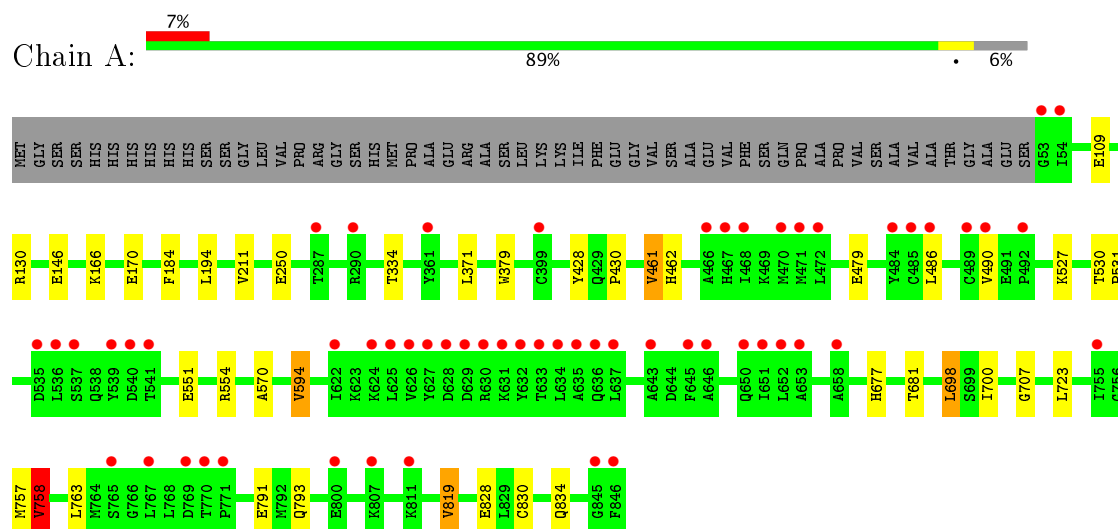 7%
Chain A:
89%
•
6%
MET GLY SER SER HIS HIS HIS HIS HIS HIS SER SER GLY LEU VAL PRO ARG GLY SER HIS MET PRO ALA GLU ARG ALA SER LEU LYS LYS ILE PHE GLU GLY VAL SER ALA GLU VAL PHE SER GLN PRO ALA PRO VAL SER ALA VAL ALA THR GLY ALA GLU SER G53 I54 E109
R130 E146 K166 E170 F184 L194 V211 E250 T287 R290 T334 Y361 L371 W379 C399 Y428 Q429 P430 V461 H462 A466 H467 I468 K469 M470 M471 L472 E479 Y484 C485 L486 C489 V490 E491 P492 K527 T530 P531
D535 L536 S537 Q538 Y539 D540 T541 E551 R554 A570 V594 I622 K623 K624 L625 V626 Y627 D628 D629 R630 K631 Y632 T633 L634 A635 Q636 L637 A643 D644 F645 A646 Q650 I651 L652 A653 A658 H677 T681 L698 S699 I700 G707 L723 I755 G756
M757 V758 L763 M764 S765 G766 L767 L768 D769 T770 P771 E791 M792 Q793 E800 K807 K811 V819 E828 L829 C830 Q834 G845 F846